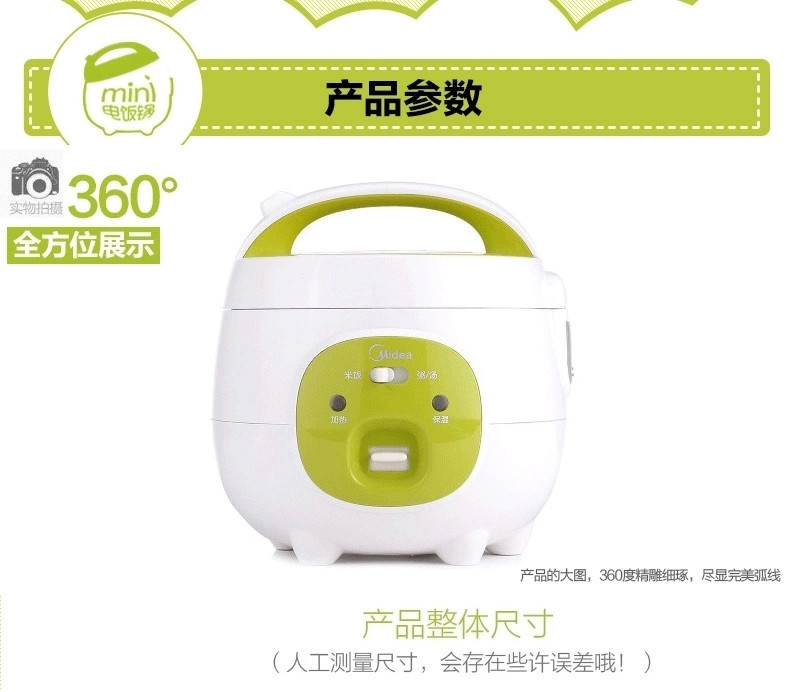 mini
电饭锅
产品参数
实物拍摄
360°
全方位展示
Midea
米饭 粥/汤
加热 保温
产品的大图，360度精雕细琢，尽显完美弧线
产品整体尺寸
（人工测量尺寸，会存在些许误差哦！）